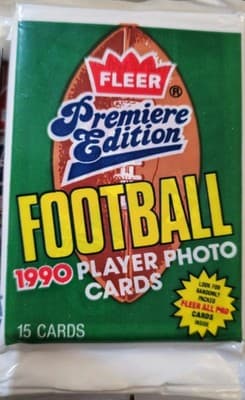 FLEER®
Premiere
Edition
FOOTBALL
1990 PLAYER PHOTO
CARDS
15 CARDS
LOOK FOR
RANDOMLY
PACKED
FLEER ALL PRO
CARDS
INSIDE